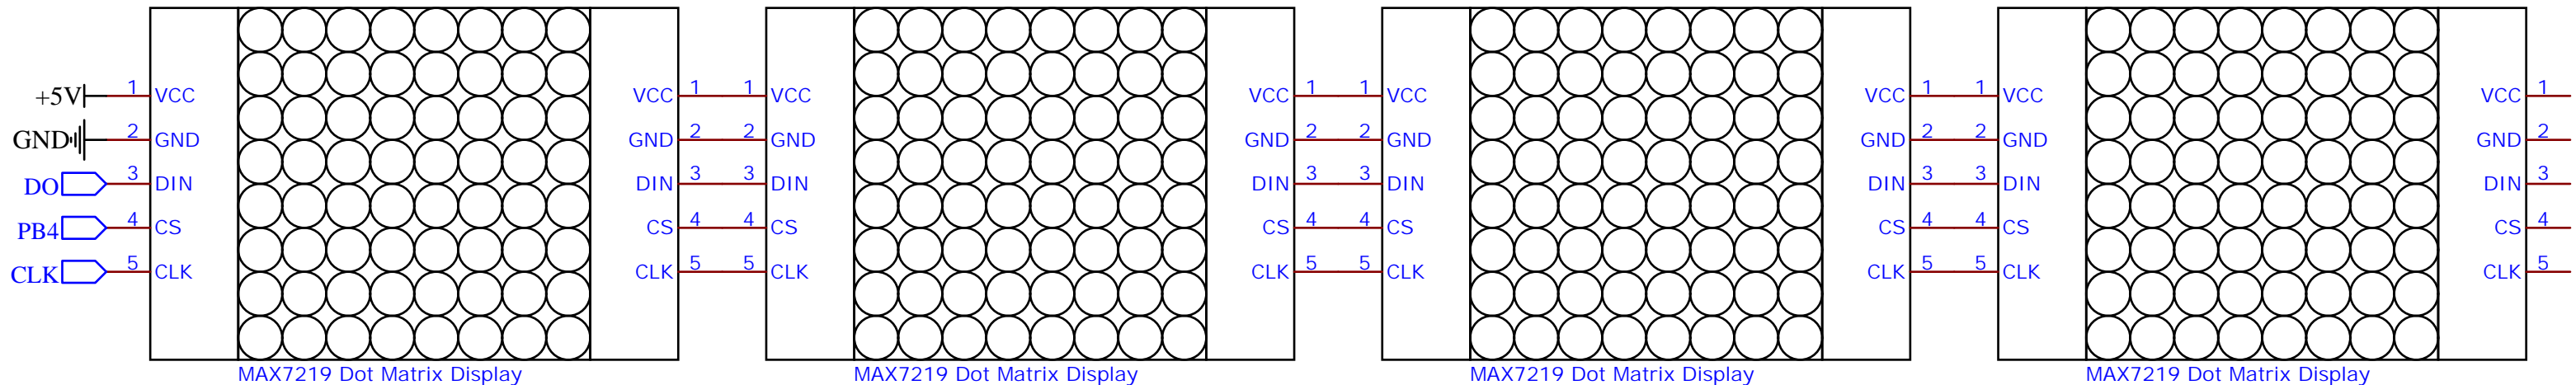 +5V 1 VCC VCC 1 1 VCC VCC 1 1 VCC VCC 1 1 VCC VCC 1
GND 2 GND GND 2 2 GND GND 2 2 GND GND 2 2 GND GND 2
DO 3 DIN DIN 3 3 DIN DIN 3 3 DIN DIN 3 3 DIN DIN 3
PB4 4 CS CS 4 4 CS CS 4 4 CS CS 4 4 CS CS 4
CLK 5 CLK CLK 5 5 CLK CLK 5 5 CLK CLK 5 5 CLK CLK 5
MAX7219 Dot Matrix Display MAX7219 Dot Matrix Display MAX7219 Dot Matrix Display MAX7219 Dot Matrix Display